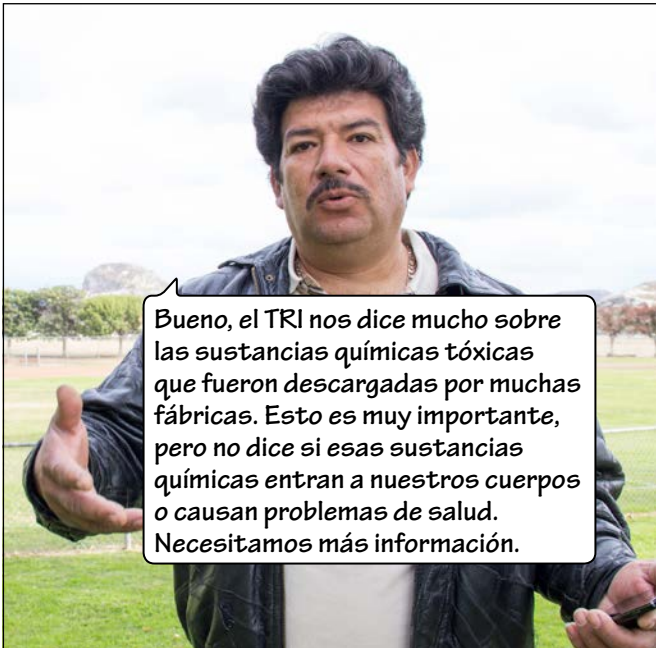 Bueno, el TRI nos dice mucho sobre
las sustancias químicas tóxicas
que fueron descargadas por muchas
fábricas. Esto es muy importante,
pero no dice si esas sustancias
químicas entran a nuestros cuerpos
o causan problemas de salud.
Necesitamos más información.